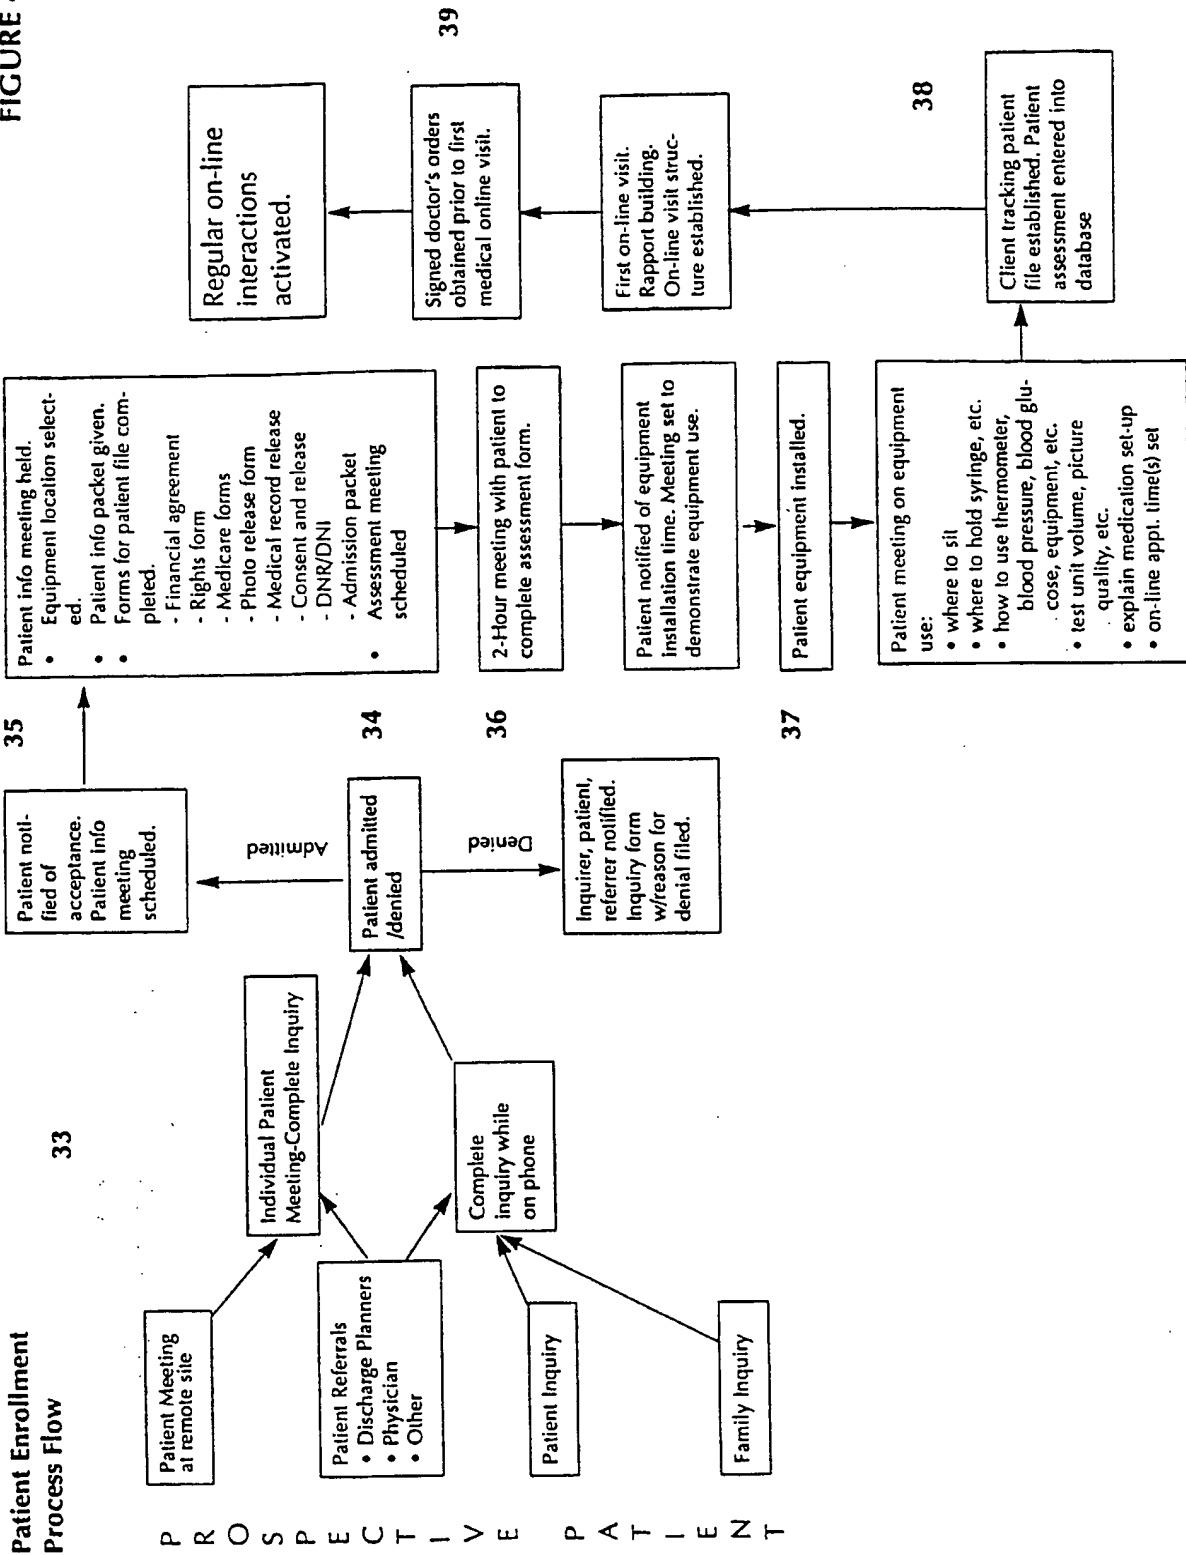 FIGURE
Patient Enrollment
Process Flow
33
PROSPECTIVE PATIENT
Patient Meeting
at remote site
Patient Referrals
• Discharge Planners
• Physician
• Other
Patient Inquiry
Family Inquiry
Individual Patient
Meeting-Complete Inquiry
Complete
inquiry while
on phone
34
Patient admitted
/denied
Admitted
Denied
35
Patient noti-
fied of
acceptance.
Patient info
meeting
scheduled.
36
Inquirer, patient,
referrer notified.
Inquiry form
w/reason for
denial filed.
Patient info meeting held.
• Equipment location select-
ed.
• Patient info packet given.
• Forms for patient file com-
pleted.
- Financial agreement
- Rights form
- Medicare forms
- Photo release form
- Medical record release
- Consent and release
- DNR/DNI
- Admission packet
• Assessment meeting
scheduled
2-Hour meeting with patient to
complete assessment form.
Patient notified of equipment
installation time. Meeting set to
demonstrate equipment use.
37
Patient equipment installed.
Patient meeting on equipment
use:
• where to sit
• where to hold syringe, etc.
• how to use thermometer,
blood pressure, blood glu-
cose, equipment, etc.
• test unit volume, picture
quality, etc.
• explain medication set-up
• on-line appt. time(s) set
38
Client tracking patient
file established. Patient
assessment entered into
database
First on-line visit.
Rapport building.
On-line visit struc-
ture established.
39
Signed doctor's orders
obtained prior to first
medical online visit.
Regular on-line
interactions
activated.